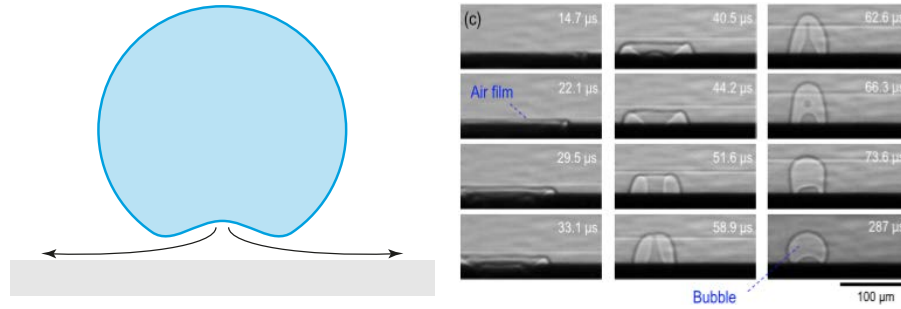 (c)
14.7 µs
40.5 µs
62.6 µs
Air film
22.1 µs
44.2 µs
66.3 µs
29.5 µs
51.6 µs
73.6 µs
33.1 µs
58.9 µs
287 µs
Bubble
100 µm